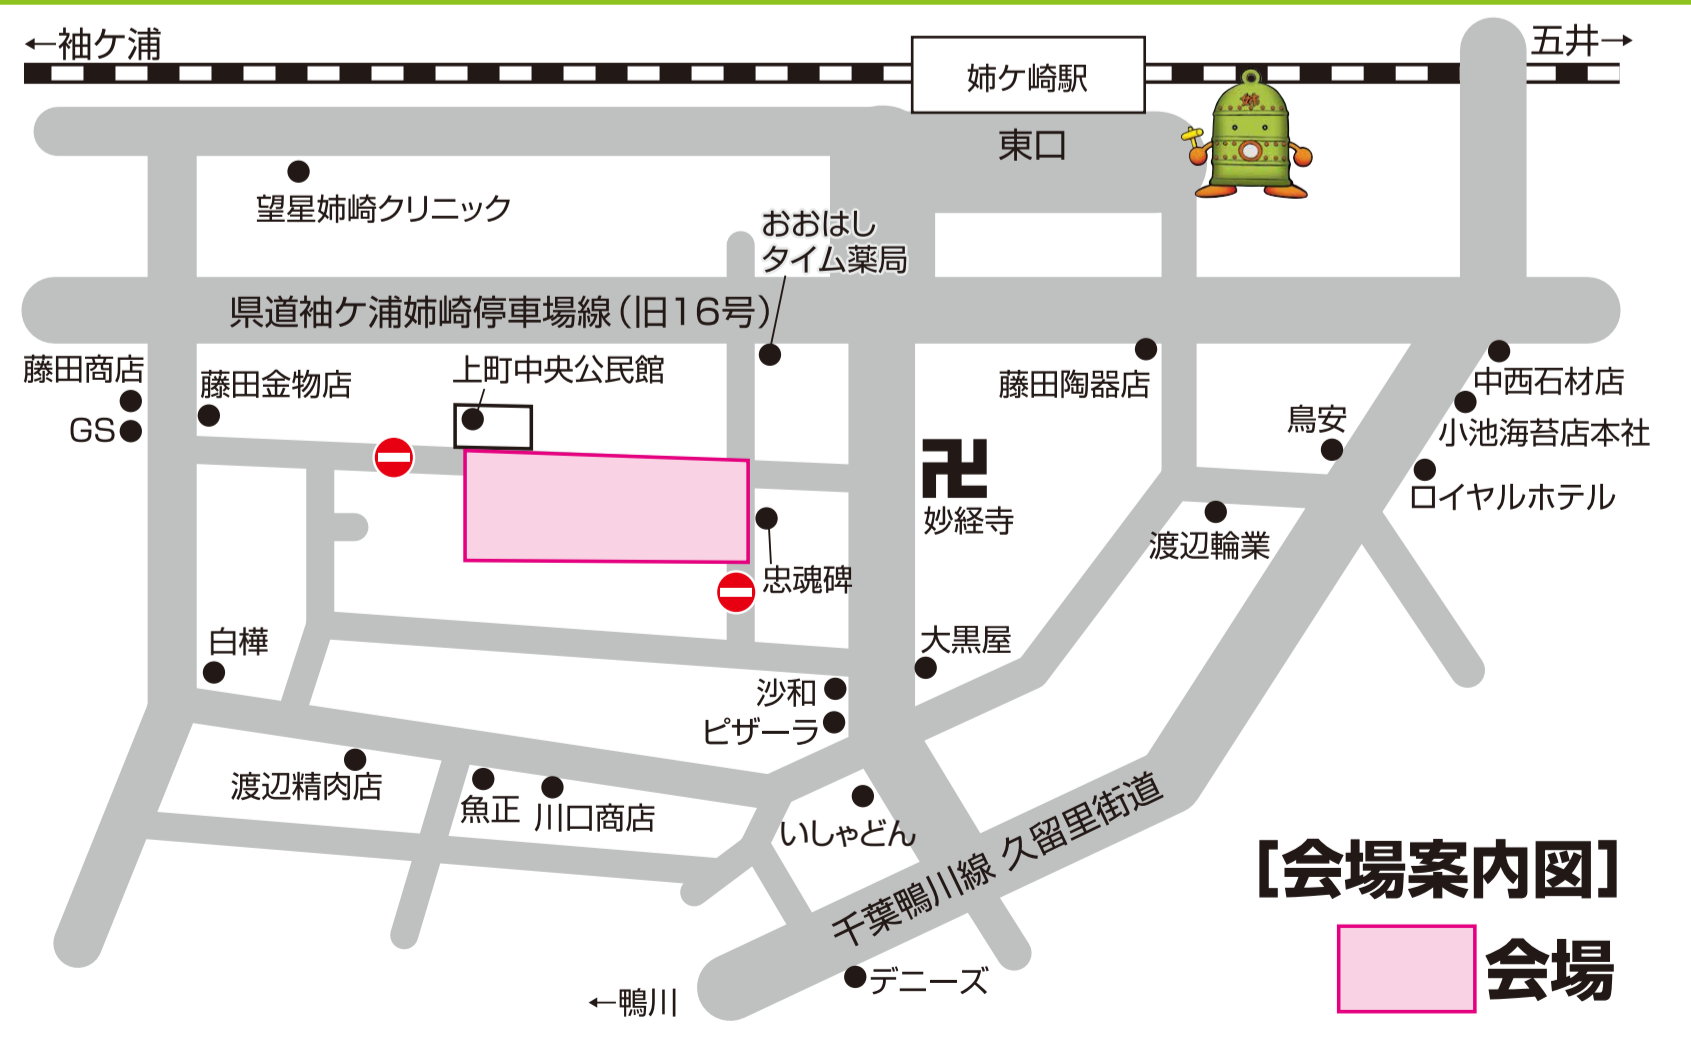 ←袖ケ浦
五井→
姉ケ崎駅
姉
東口
望星姉崎クリニック
おおはし
タイム薬局
県道袖ケ浦姉崎停車場線（旧16号）
藤田商店
GS
藤田金物店
上町中央公民館
藤田陶器店
中西石材店
小池海苔店本社
鳥安
ロイヤルホテル
卍
妙経寺
渡辺輪業
忠魂碑
白樺
大黒屋
沙和
ピザーラ
渡辺精肉店
魚正
川口商店
いしゃどん
千葉鴨川線 久留里街道
デニーズ
←鴨川
［会場案内図］
会場